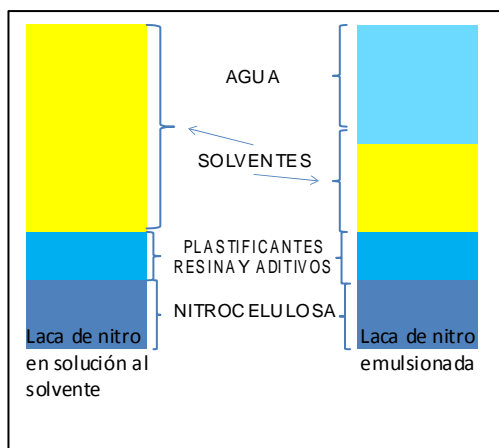 AGUA
SOLVENTES
PLASTIFICANTES
RESINA Y ADITIVOS
NITROCELULOSA
Laca de nitro
en solución al
solvente
Laca de nitro
emulsionada